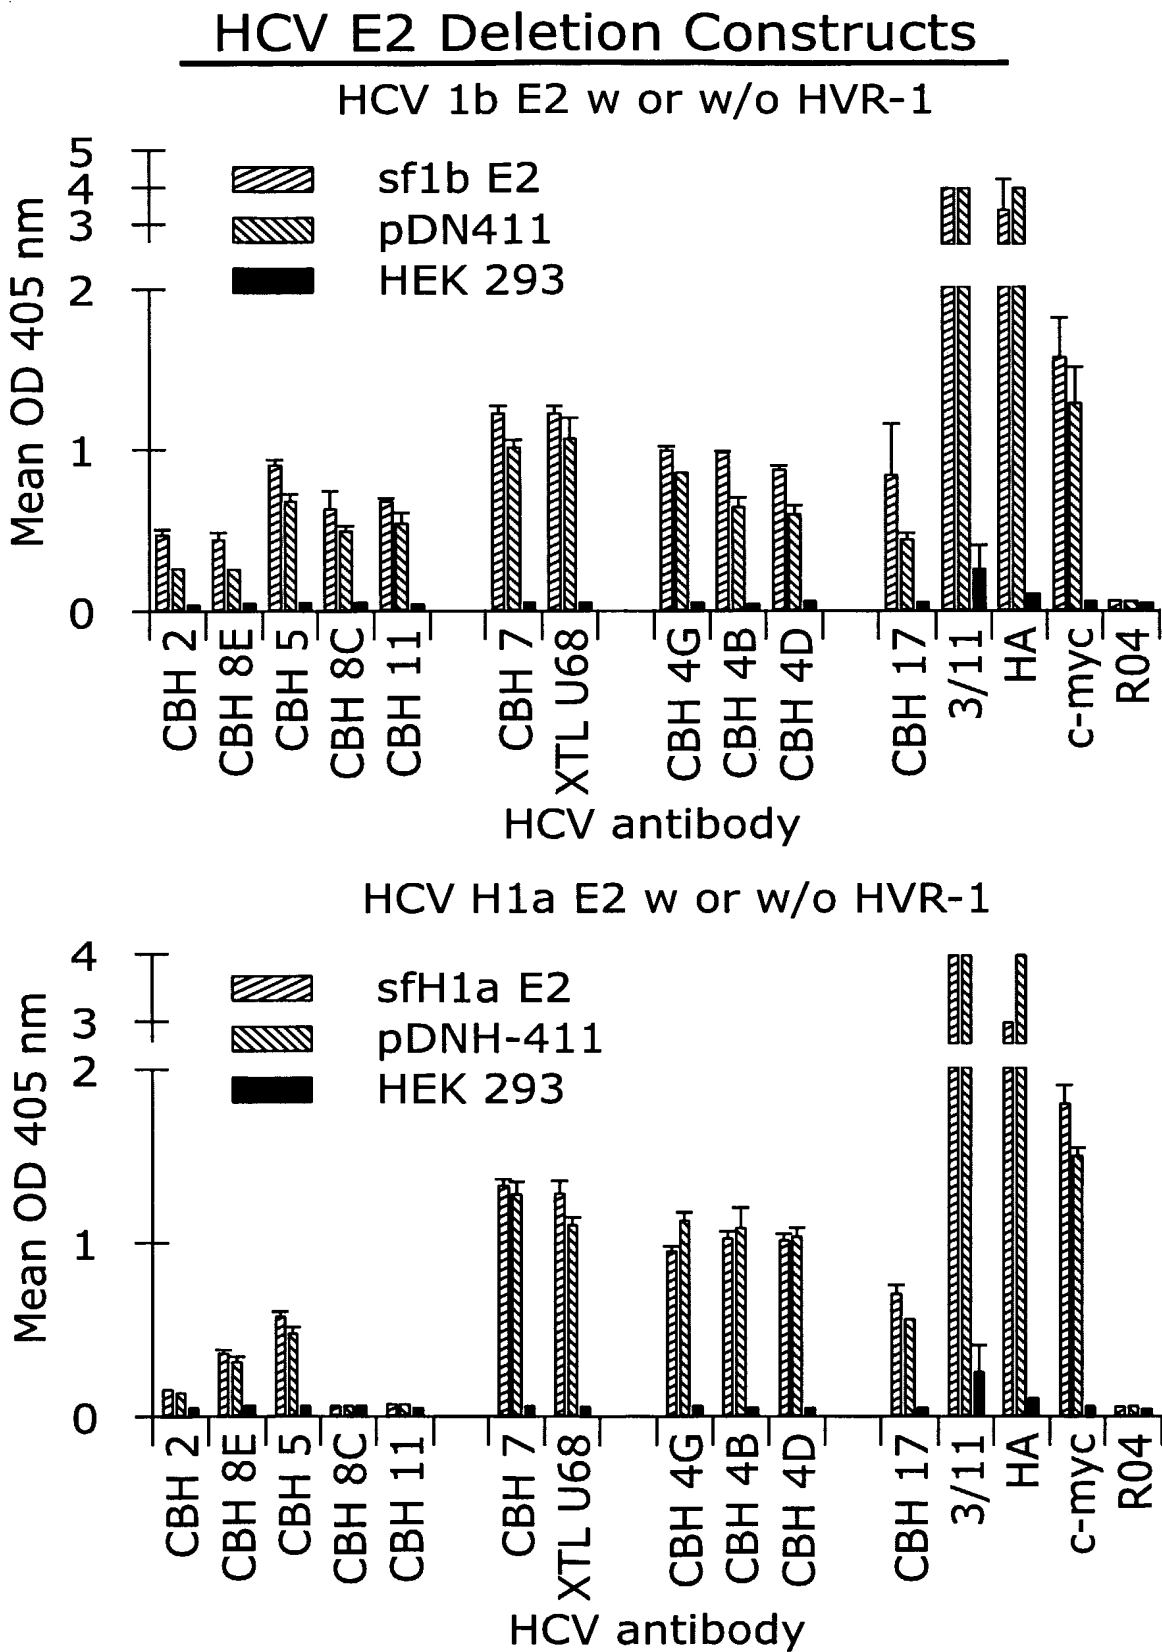 HCV E2 Deletion Constructs
HCV 1b E2 w or w/o HVR-1
Mean OD 405 nm
5
4
3
2
1
0
sf1b E2
pDN411
HEK 293
CBH 2
CBH 8E
CBH 5
CBH 8C
CBH 11
CBH 7
XTL U68
CBH 4G
CBH 4B
CBH 4D
CBH 17
3/11
HA
c-myc
R04
HCV antibody
HCV H1a E2 w or w/o HVR-1
Mean OD 405 nm
4
3
2
1
0
sfH1a E2
pDNH-411
HEK 293
CBH 2
CBH 8E
CBH 5
CBH 8C
CBH 11
CBH 7
XTL U68
CBH 4G
CBH 4B
CBH 4D
CBH 17
3/11
HA
c-myc
R04
HCV antibody